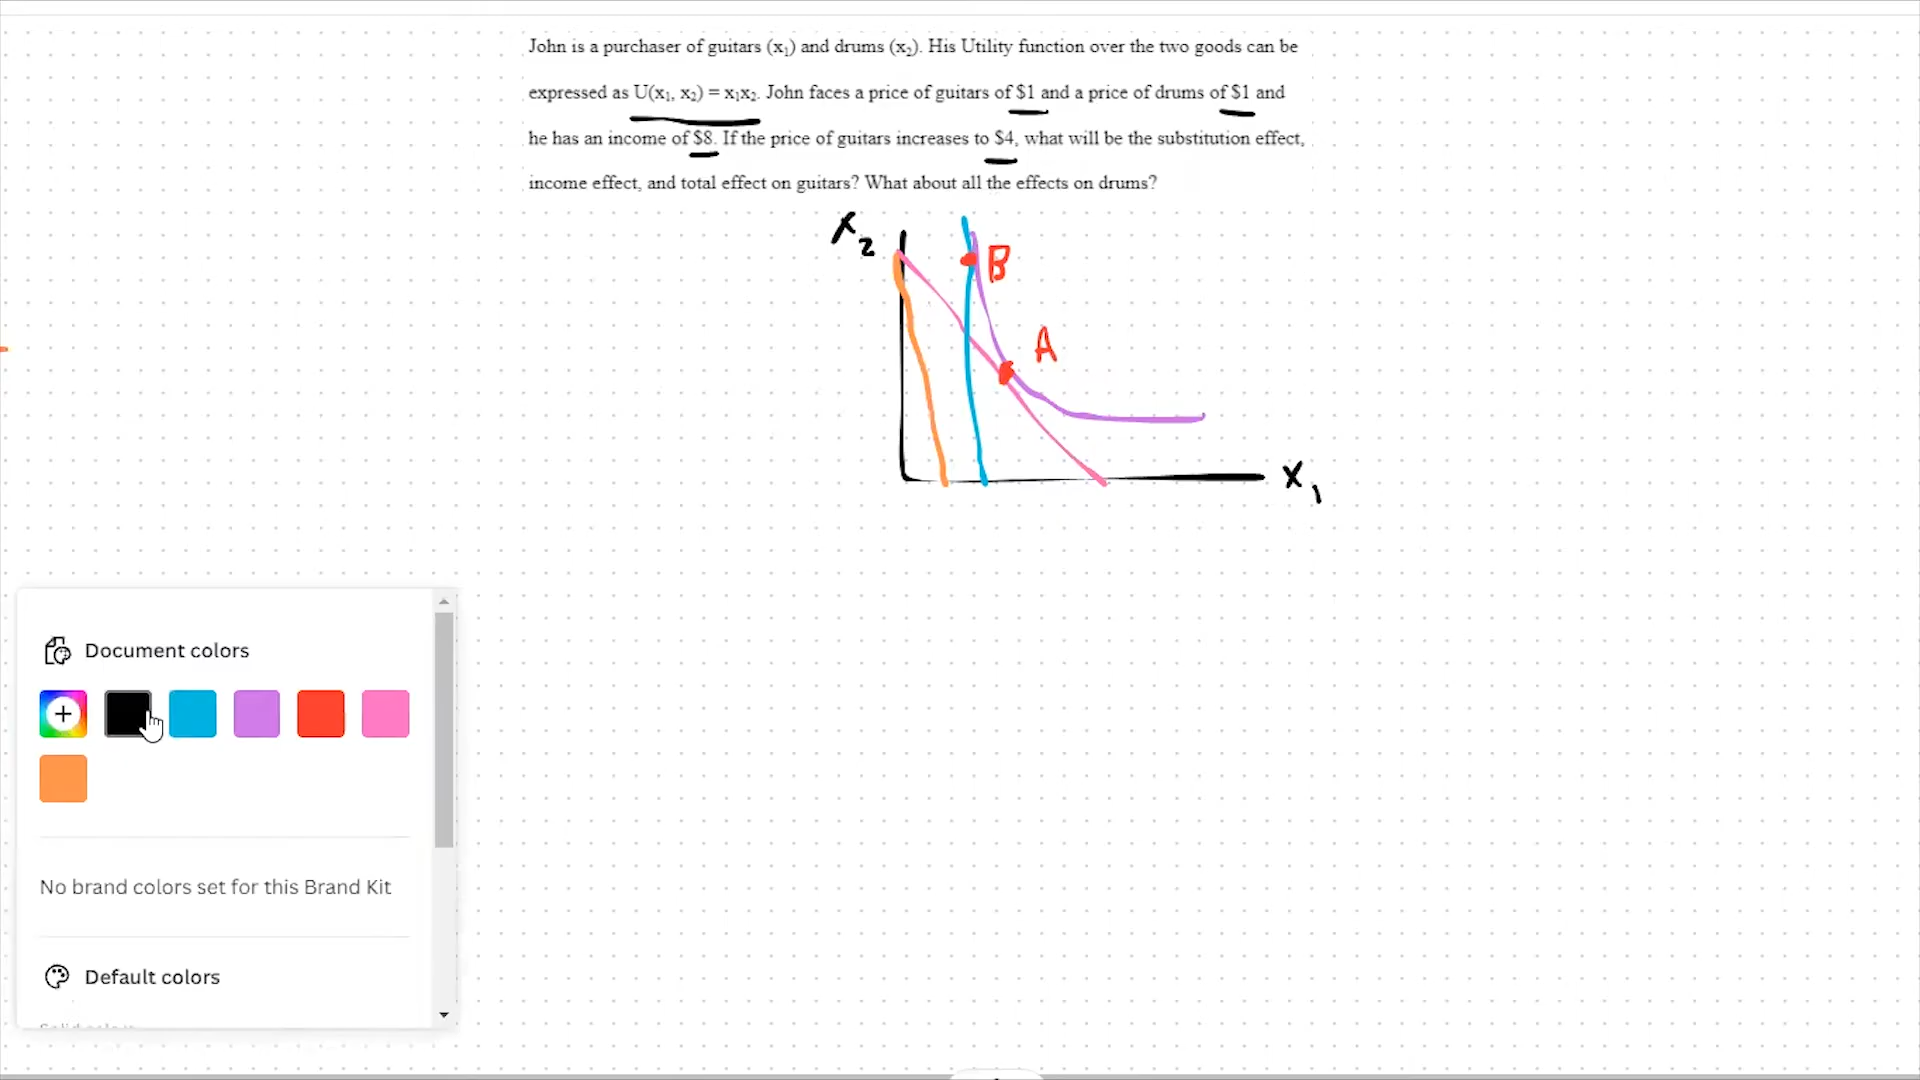 John is a purchaser of guitars (x₁) and drums (x₂). His Utility function over the two goods can be
expressed as U(x₁, x₂) = x₁x₂. John faces a price of guitars of $1 and a price of drums of $1 and
he has an income of $8. If the price of guitars increases to $4, what will be the substitution effect,
income effect, and total effect on guitars? What about all the effects on drums?
X₂
B
A
X₁
Document colors
No brand colors set for this Brand Kit
Default colors